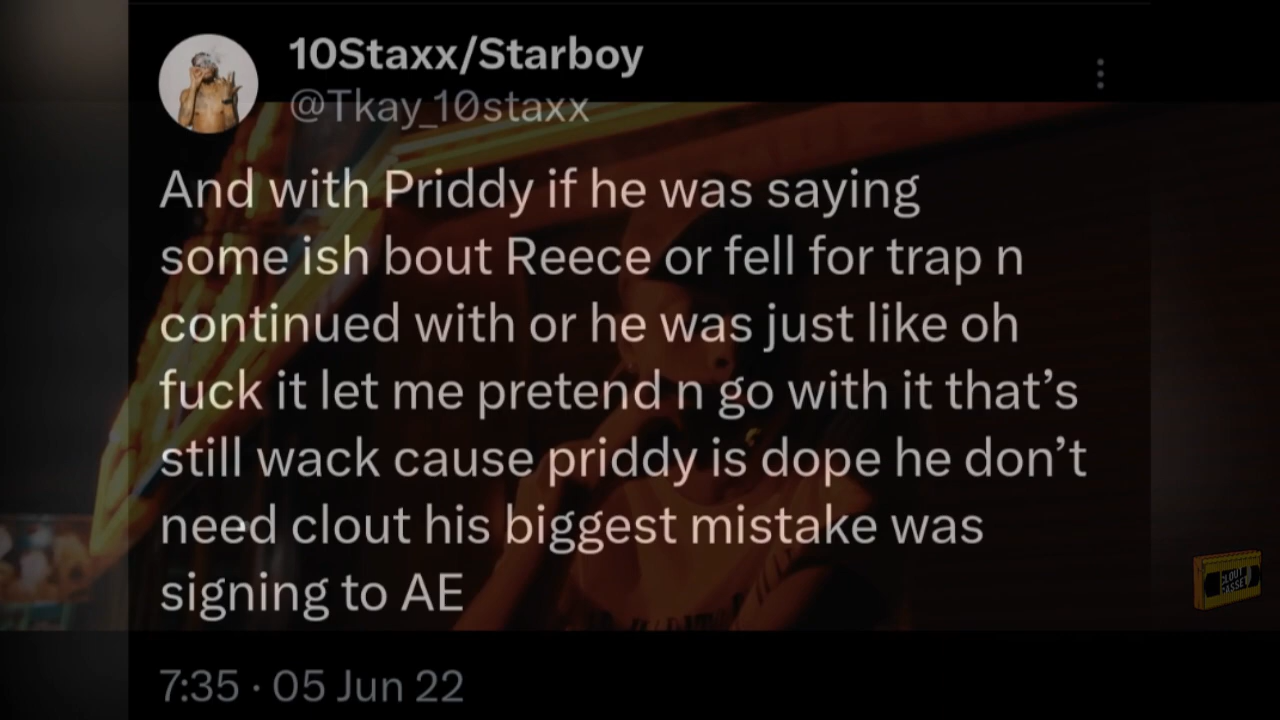 10Staxx/Starboy
@Tkay_10staxx
And with Priddy if he was saying
some ish bout Reece or fell for trap n
continued with or he was just like oh
fuck it let me pretend n go with it that’s
still wack cause priddy is dope he don’t
need clout his biggest mistake was
signing to AE
7:35 · 05 Jun 22
CLOUT